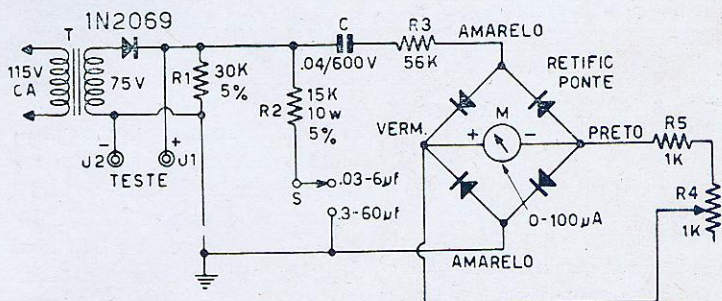 T 1N2069
115V
CA
75V
R1
30K
5%
C
.04/600V
R3
56K
AMARELO
RETIFIC
PONTE
R2
15K
10W
5%
VERM.
+ M -
PRETO
R5
1K
R4
1K
- +
J2 J1
TESTE
S
.03-6µf
.3-60µf
0-100µA
AMARELO